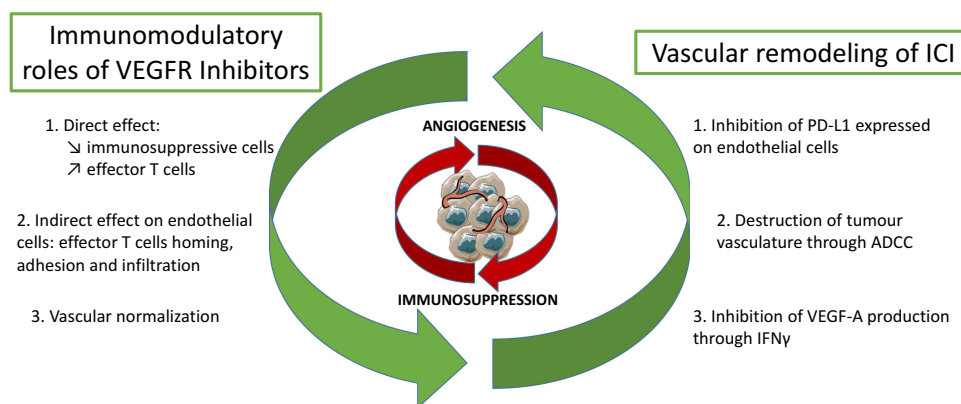 Immunomodulatory
roles of VEGFR Inhibitors
1. Direct effect:
↘ immunosuppressive cells
↗ effector T cells
2. Indirect effect on endothelial
cells: effector T cells homing,
adhesion and infiltration
3. Vascular normalization
ANGIOGENESIS
IMMUNOSUPPRESSION
Vascular remodeling of ICI
1. Inhibition of PD-L1 expressed
on endothelial cells
2. Destruction of tumour
vasculature through ADCC
3. Inhibition of VEGF-A production
through IFNγ